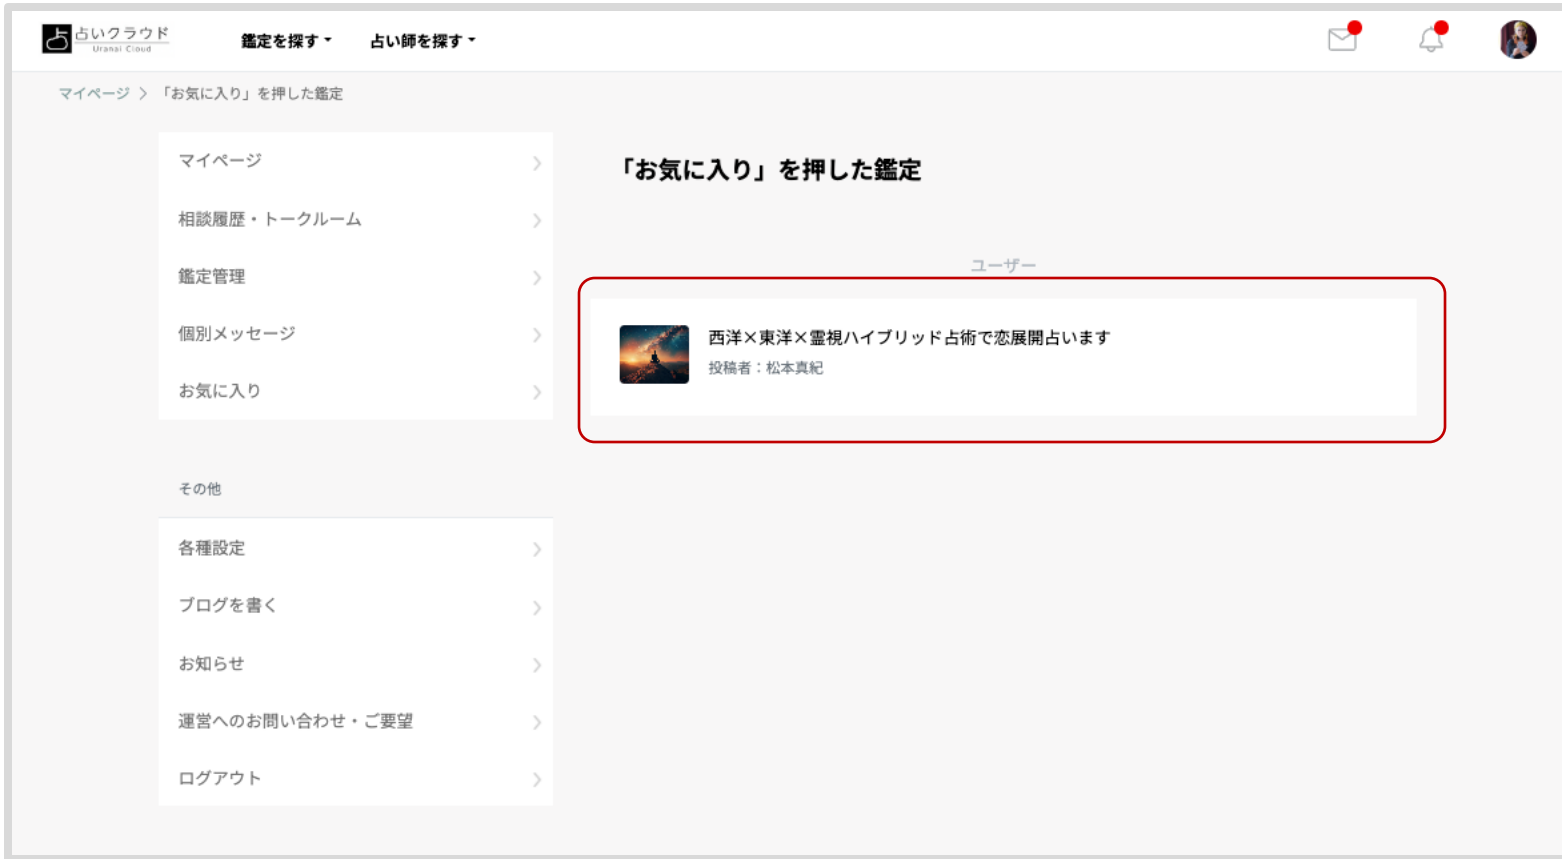 占 占いクラウド
Uranai Cloud
鑑定を探す
占い師を探す
マイページ 〉 「お気に入り」を押した鑑定
マイページ
相談履歴・トークルーム
鑑定管理
個別メッセージ
お気に入り
その他
各種設定
ブログを書く
お知らせ
運営へのお問い合わせ・ご要望
ログアウト
「お気に入り」を押した鑑定
ユーザー
西洋×東洋×霊視ハイブリッド占術で恋展開占います
投稿者：松本真紀